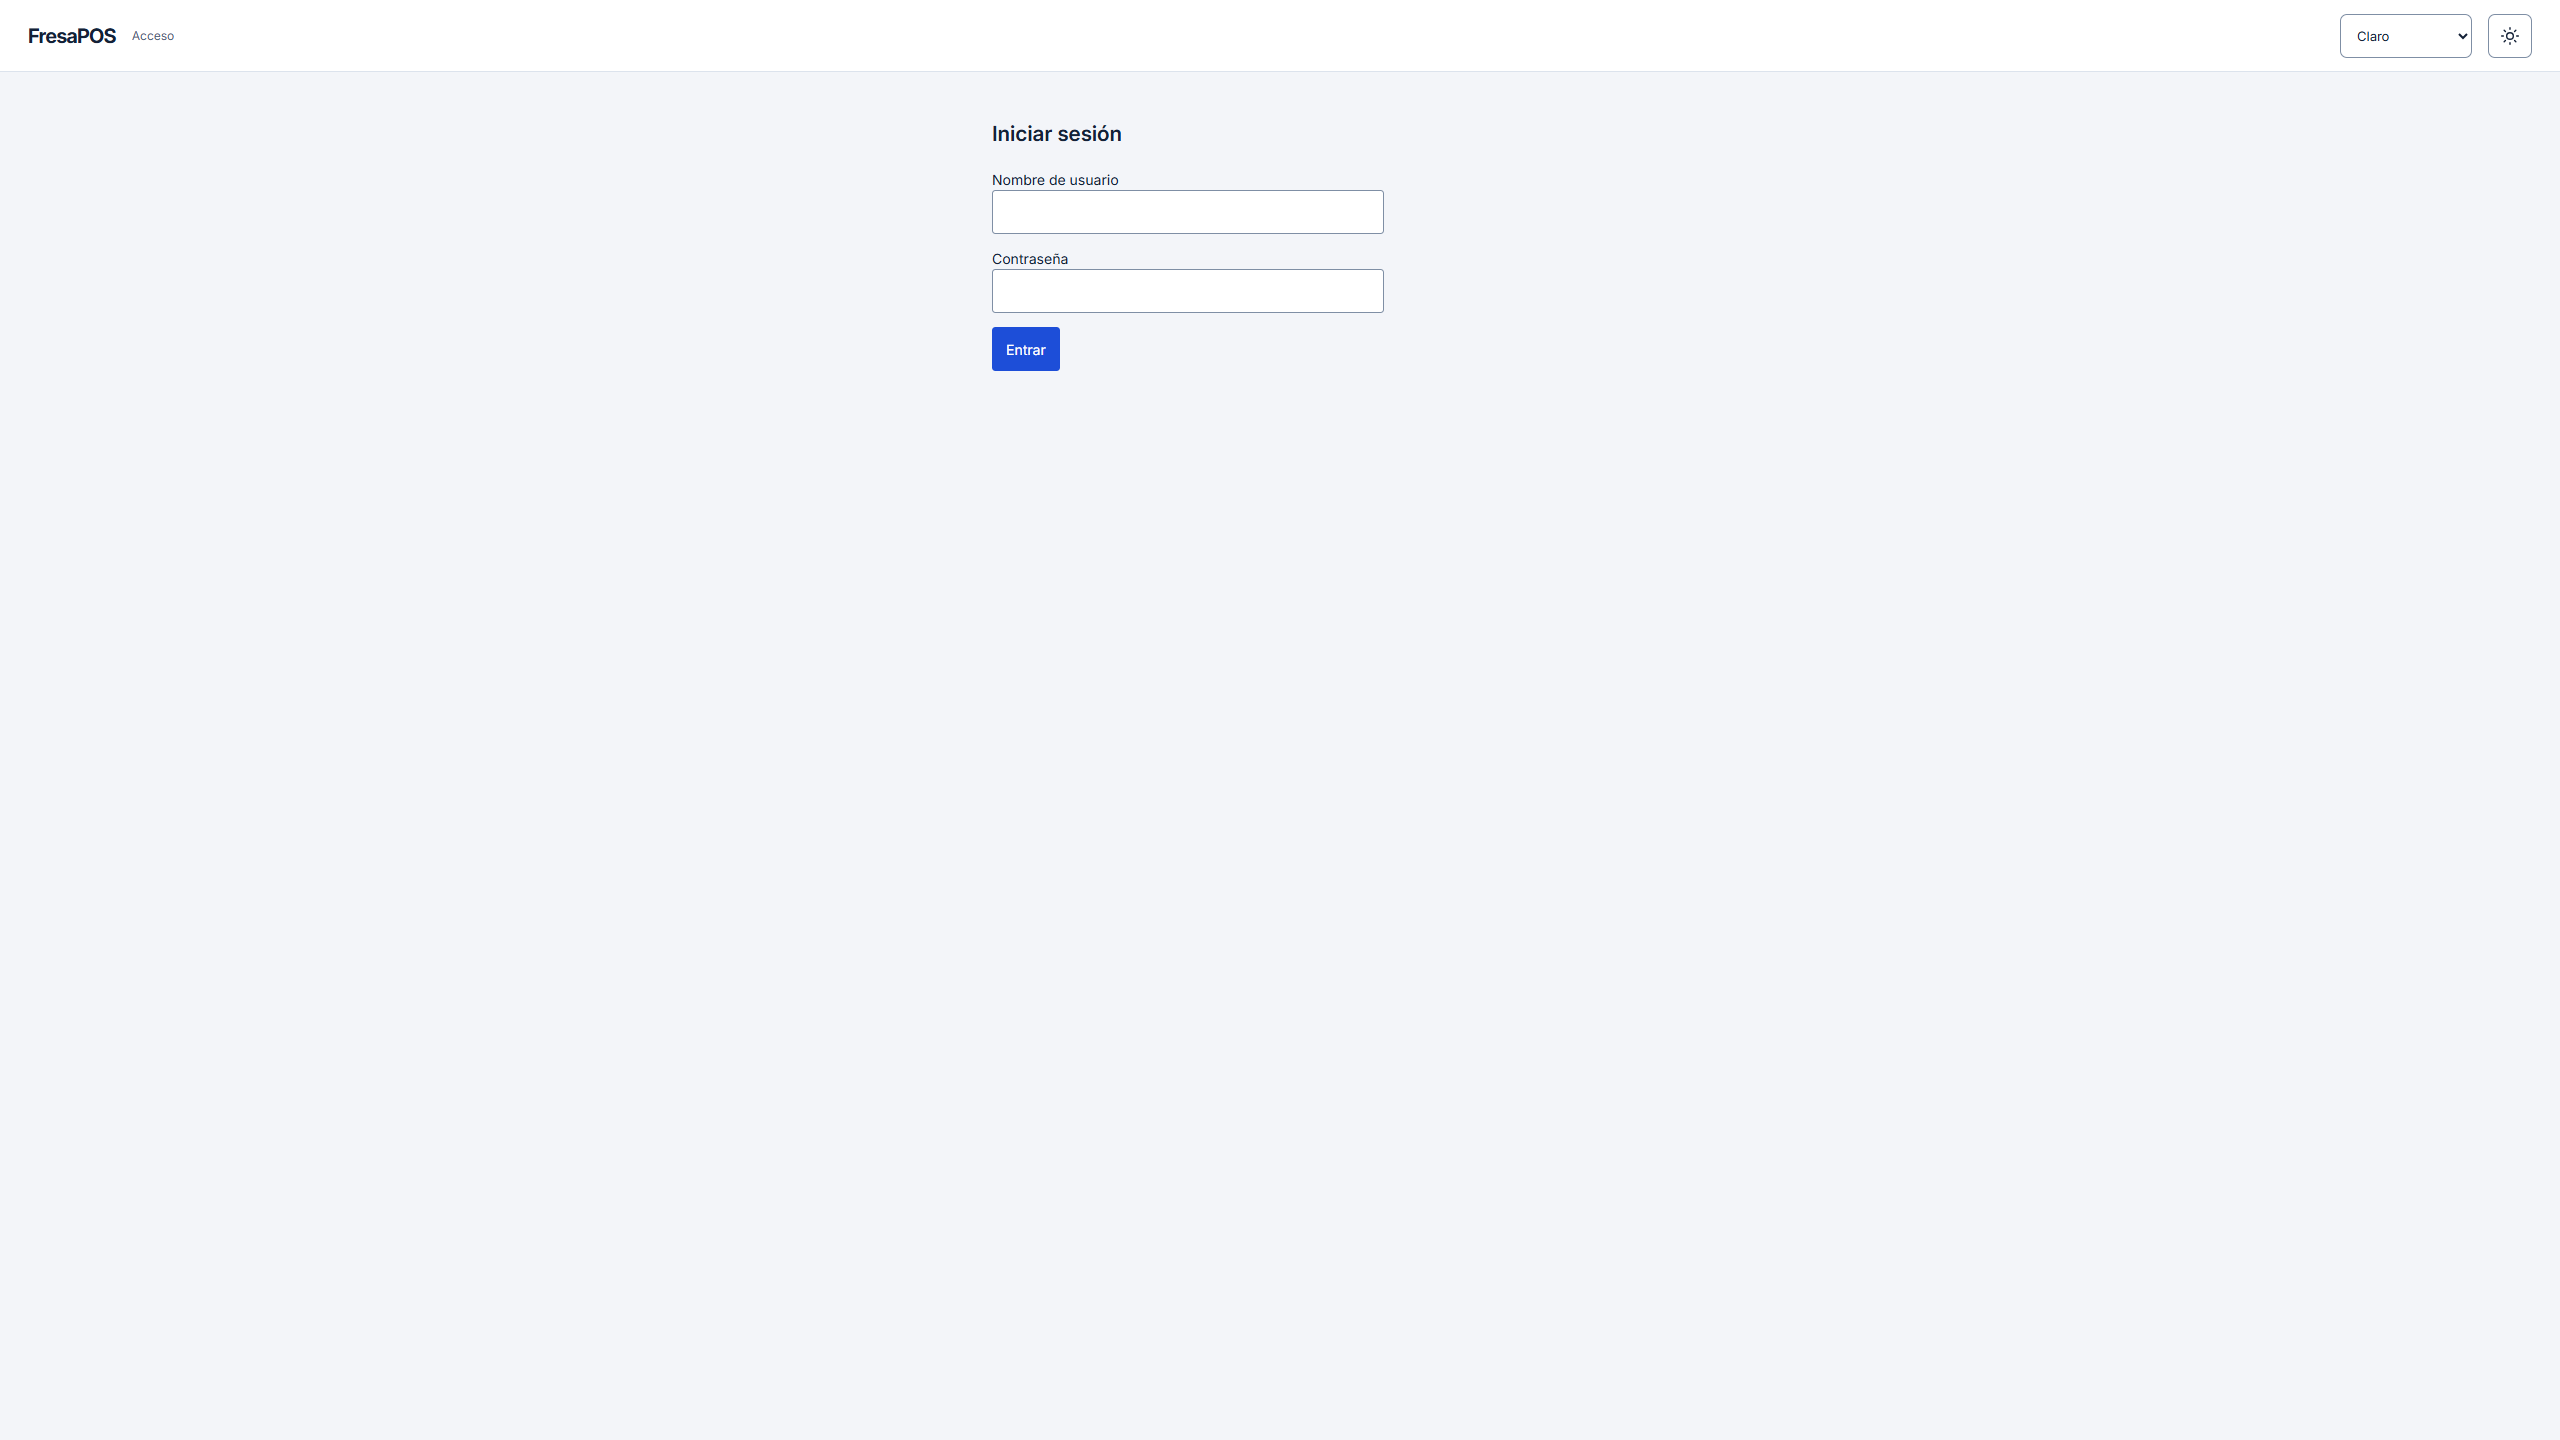 FresaPOS Acceso Claro
Iniciar sesión
Nombre de usuario
Contraseña
Entrar